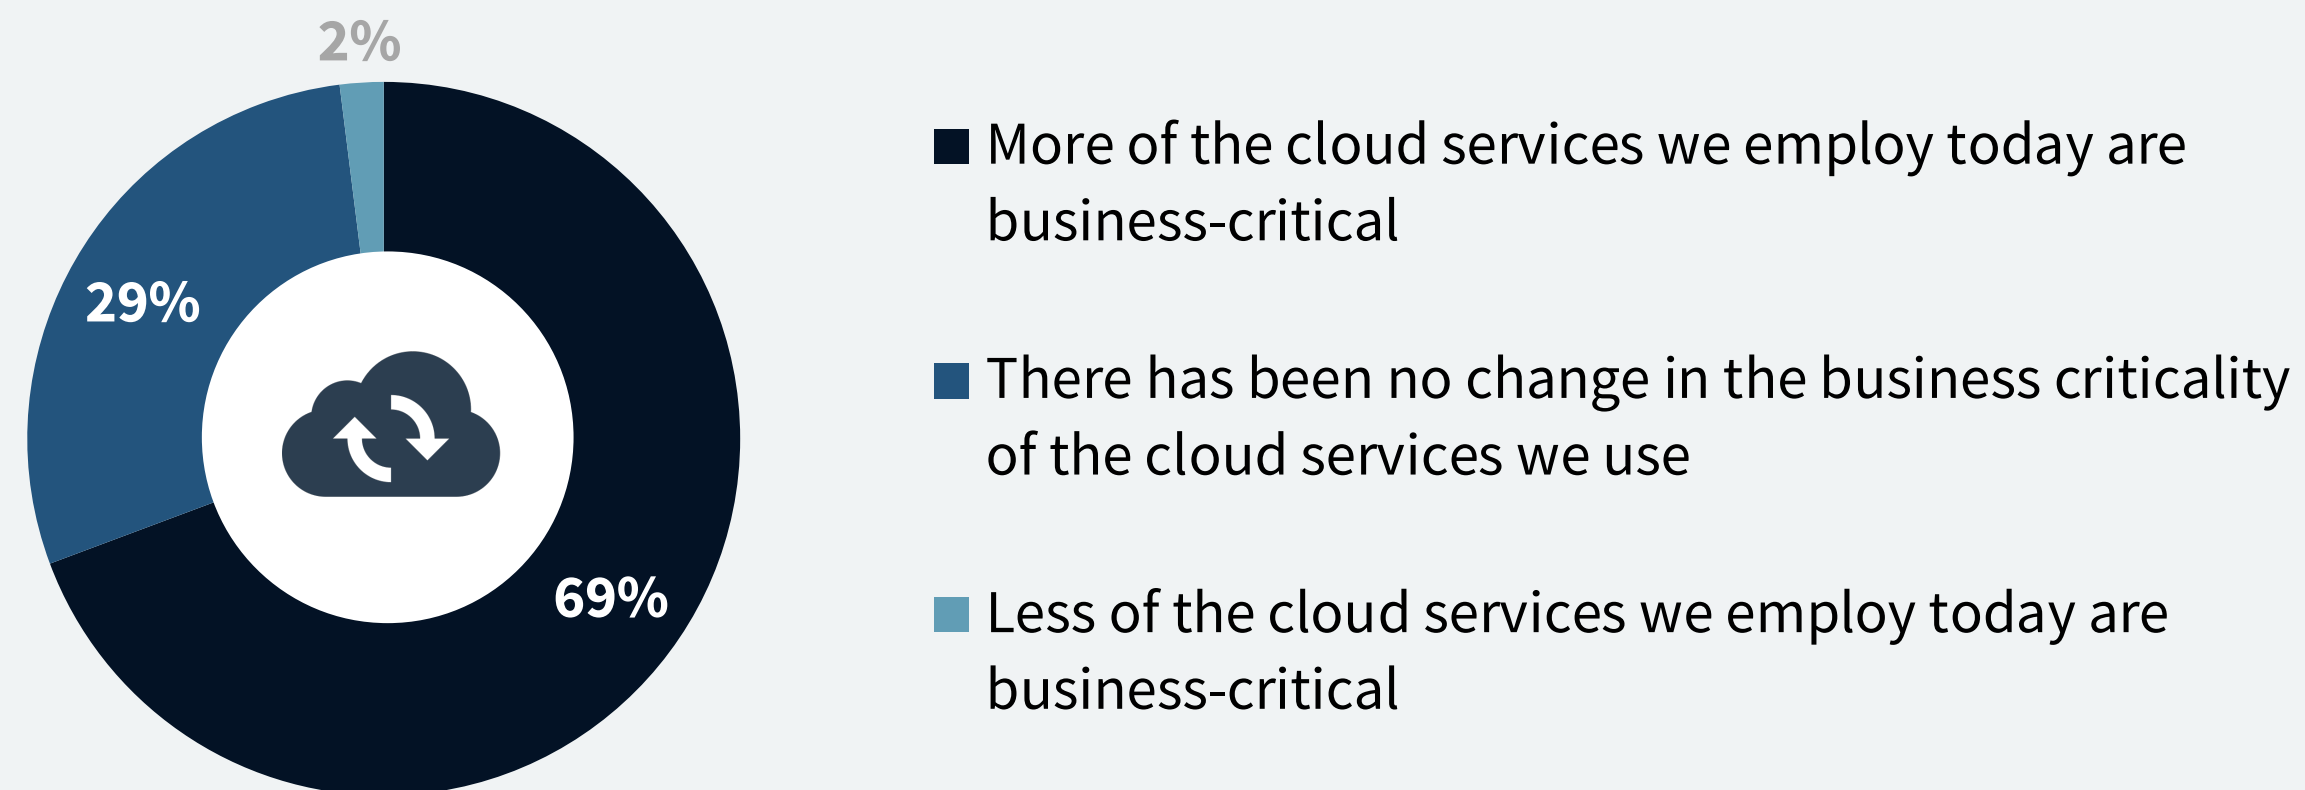 2%
29%
69%
More of the cloud services we employ today are
business-critical
There has been no change in the business criticality
of the cloud services we use
Less of the cloud services we employ today are
business-critical